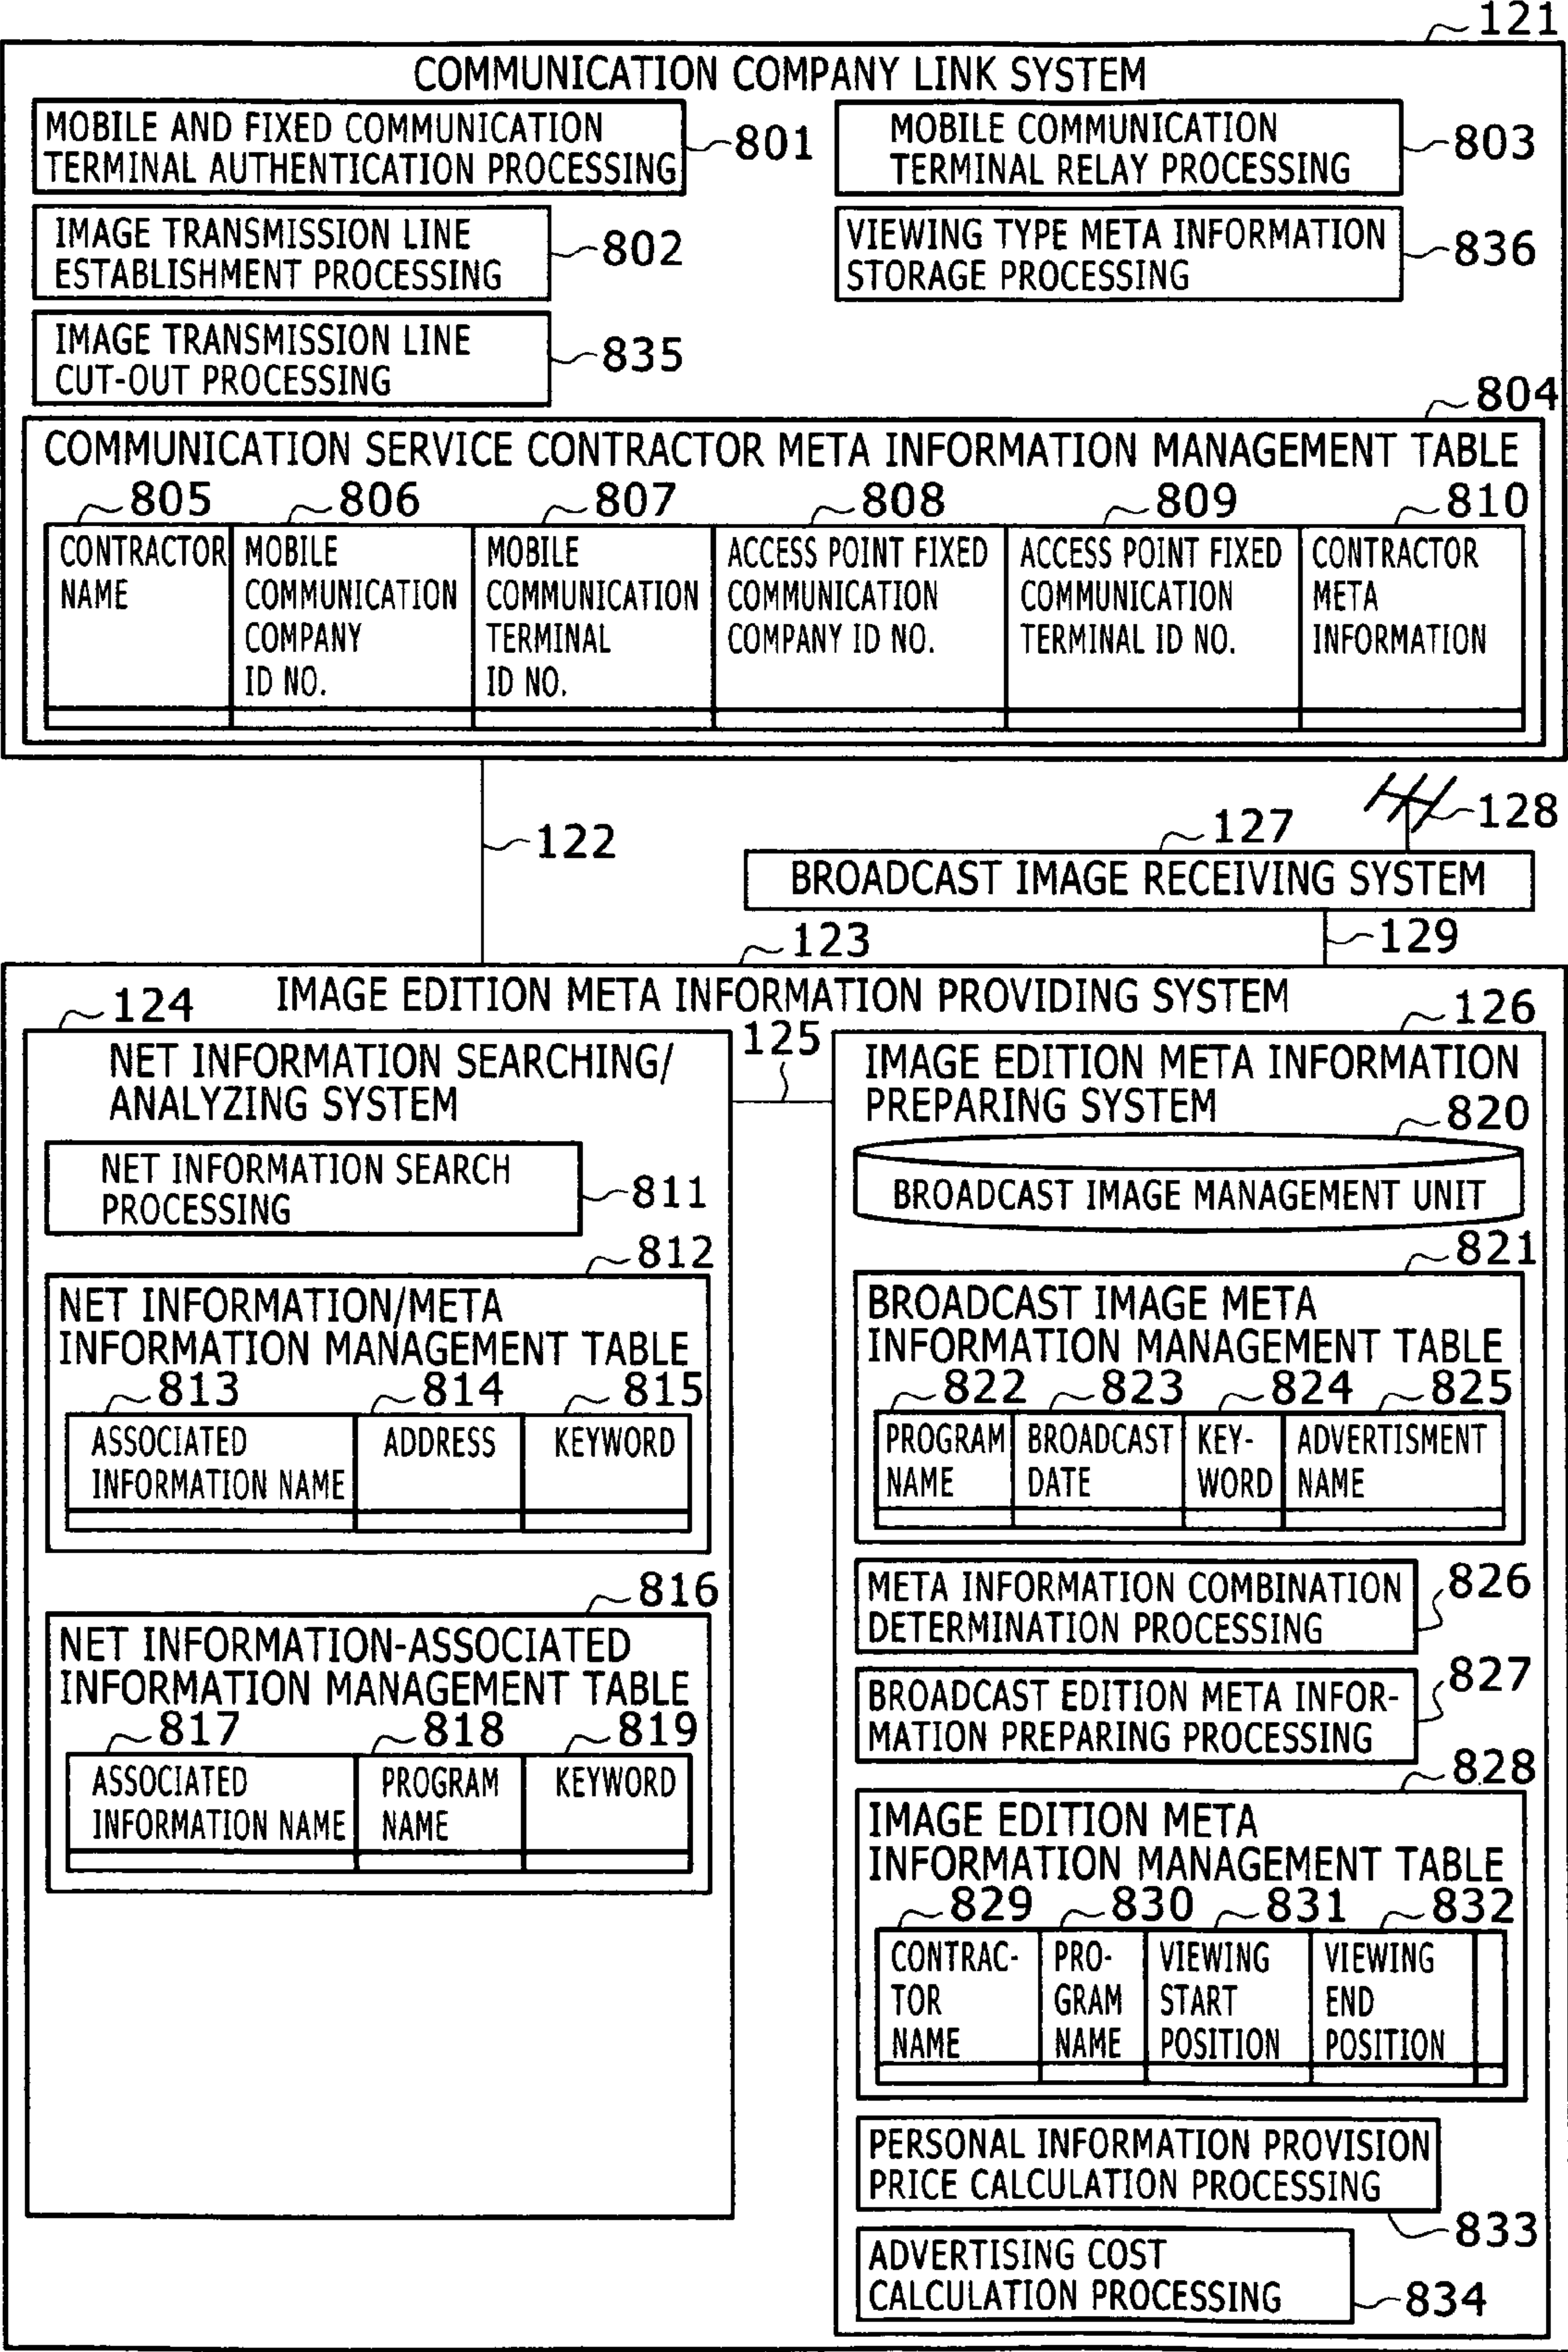 121
COMMUNICATION COMPANY LINK SYSTEM
MOBILE AND FIXED COMMUNICATION
TERMINAL AUTHENTICATION PROCESSING
801
MOBILE COMMUNICATION
TERMINAL RELAY PROCESSING
803
IMAGE TRANSMISSION LINE
ESTABLISHMENT PROCESSING
802
VIEWING TYPE META INFORMATION
STORAGE PROCESSING
836
IMAGE TRANSMISSION LINE
CUT-OUT PROCESSING
835
804
COMMUNICATION SERVICE CONTRACTOR META INFORMATION MANAGEMENT TABLE
805 806 807 808 809 810
CONTRACTOR
NAME
MOBILE
COMMUNICATION
COMPANY
ID NO.
MOBILE
COMMUNICATION
TERMINAL
ID NO.
ACCESS POINT FIXED
COMMUNICATION
COMPANY ID NO.
ACCESS POINT FIXED
COMMUNICATION
TERMINAL ID NO.
CONTRACTOR
META
INFORMATION
122
128
127
BROADCAST IMAGE RECEIVING SYSTEM
129
123
IMAGE EDITION META INFORMATION PROVIDING SYSTEM
124
NET INFORMATION SEARCHING/
ANALYZING SYSTEM
NET INFORMATION SEARCH
PROCESSING
811
812
NET INFORMATION/META
INFORMATION MANAGEMENT TABLE
813 814 815
ASSOCIATED
INFORMATION NAME
ADDRESS
KEYWORD
816
NET INFORMATION-ASSOCIATED
INFORMATION MANAGEMENT TABLE
817 818 819
ASSOCIATED
INFORMATION NAME
PROGRAM
NAME
KEYWORD
125
126
IMAGE EDITION META INFORMATION
PREPARING SYSTEM
820
BROADCAST IMAGE MANAGEMENT UNIT
821
BROADCAST IMAGE META
INFORMATION MANAGEMENT TABLE
822 823 824 825
PROGRAM
NAME
BROADCAST
DATE
KEY-
WORD
ADVERTISMENT
NAME
META INFORMATION COMBINATION
DETERMINATION PROCESSING
826
BROADCAST EDITION META INFOR-
MATION PREPARING PROCESSING
827
828
IMAGE EDITION META
INFORMATION MANAGEMENT TABLE
829 830 831 832
CONTRAC-
TOR
NAME
PRO-
GRAM
NAME
VIEWING
START
POSITION
VIEWING
END
POSITION
PERSONAL INFORMATION PROVISION
PRICE CALCULATION PROCESSING
833
ADVERTISING COST
CALCULATION PROCESSING
834